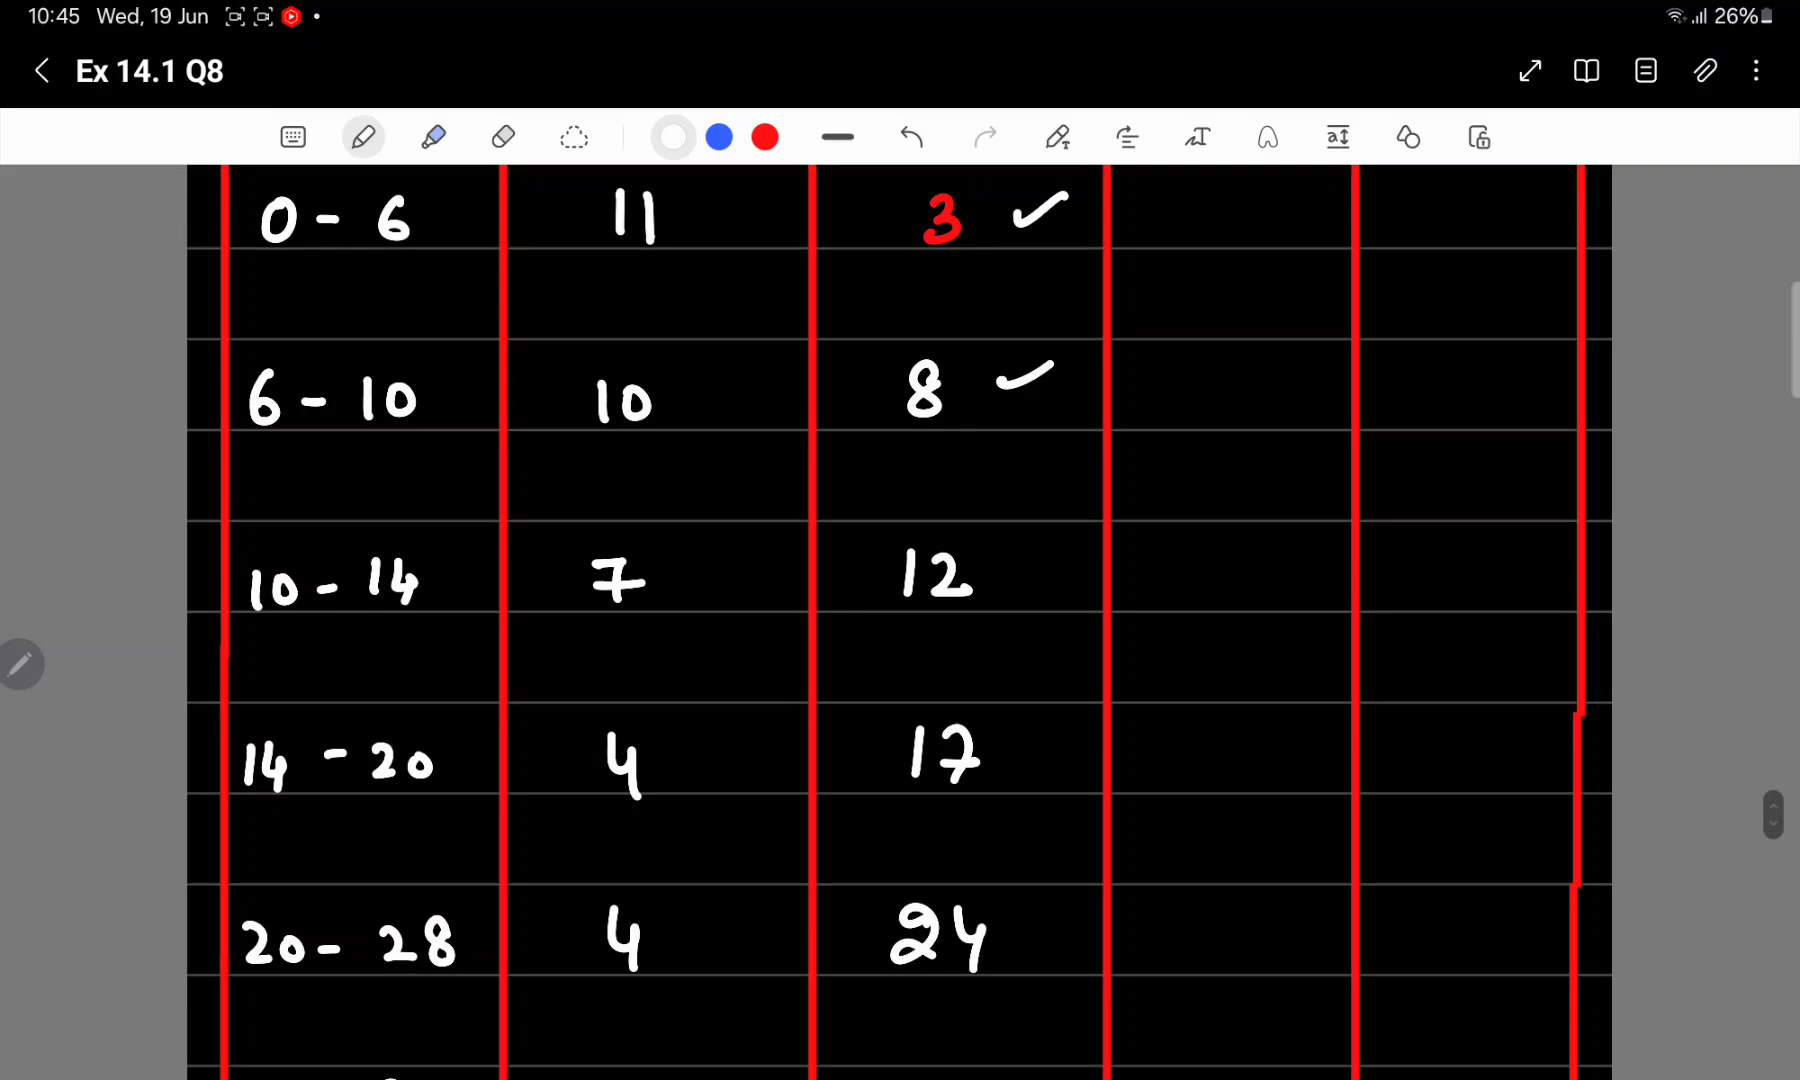 10:45 Wed, 19 Jun 26%
Ex 14.1 Q8
0 - 6 11 3 ✓
6 - 10 10 8 ✓
10 - 14 7 12
14 - 20 4 17
20 - 28 4 24